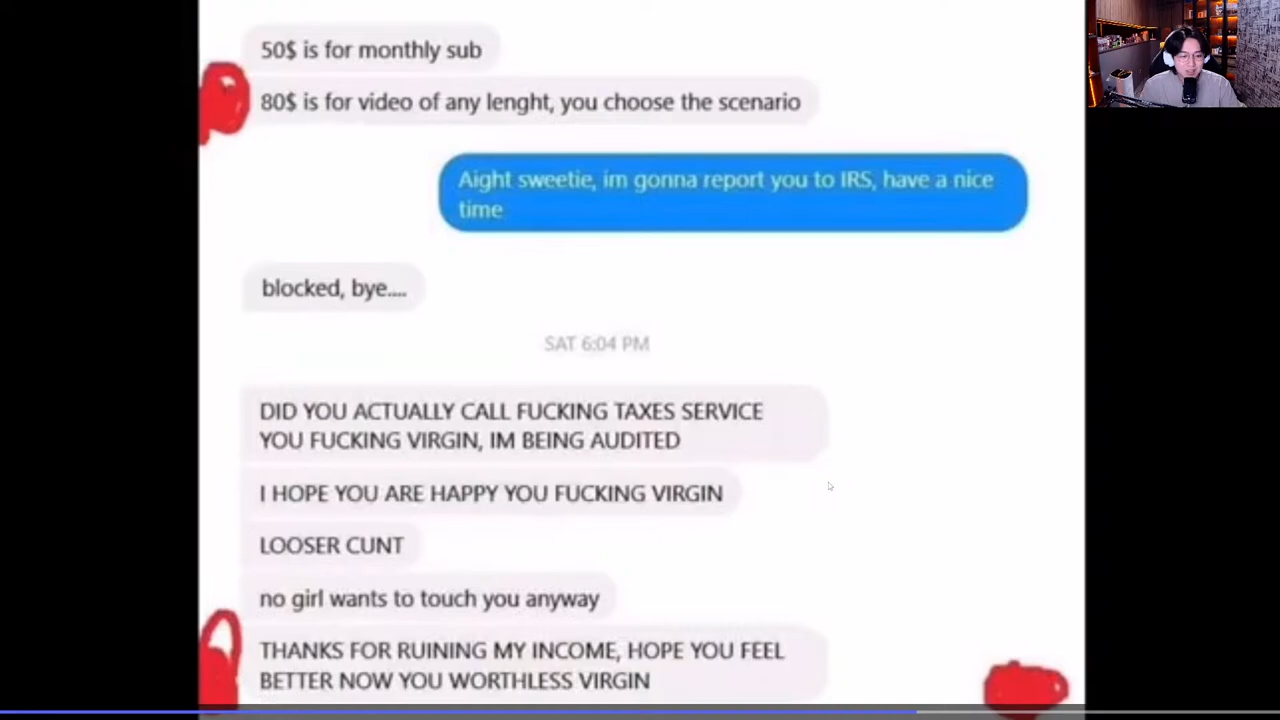 50$ is for monthly sub
80$ is for video of any lenght, you choose the scenario
Aight sweetie, im gonna report you to IRS, have a nice
time
blocked, bye....
SAT 6:04 PM
DID YOU ACTUALLY CALL FUCKING TAXES SERVICE
YOU FUCKING VIRGIN, IM BEING AUDITED
I HOPE YOU ARE HAPPY YOU FUCKING VIRGIN
LOOSER CUNT
no girl wants to touch you anyway
THANKS FOR RUINING MY INCOME, HOPE YOU FEEL
BETTER NOW YOU WORTHLESS VIRGIN